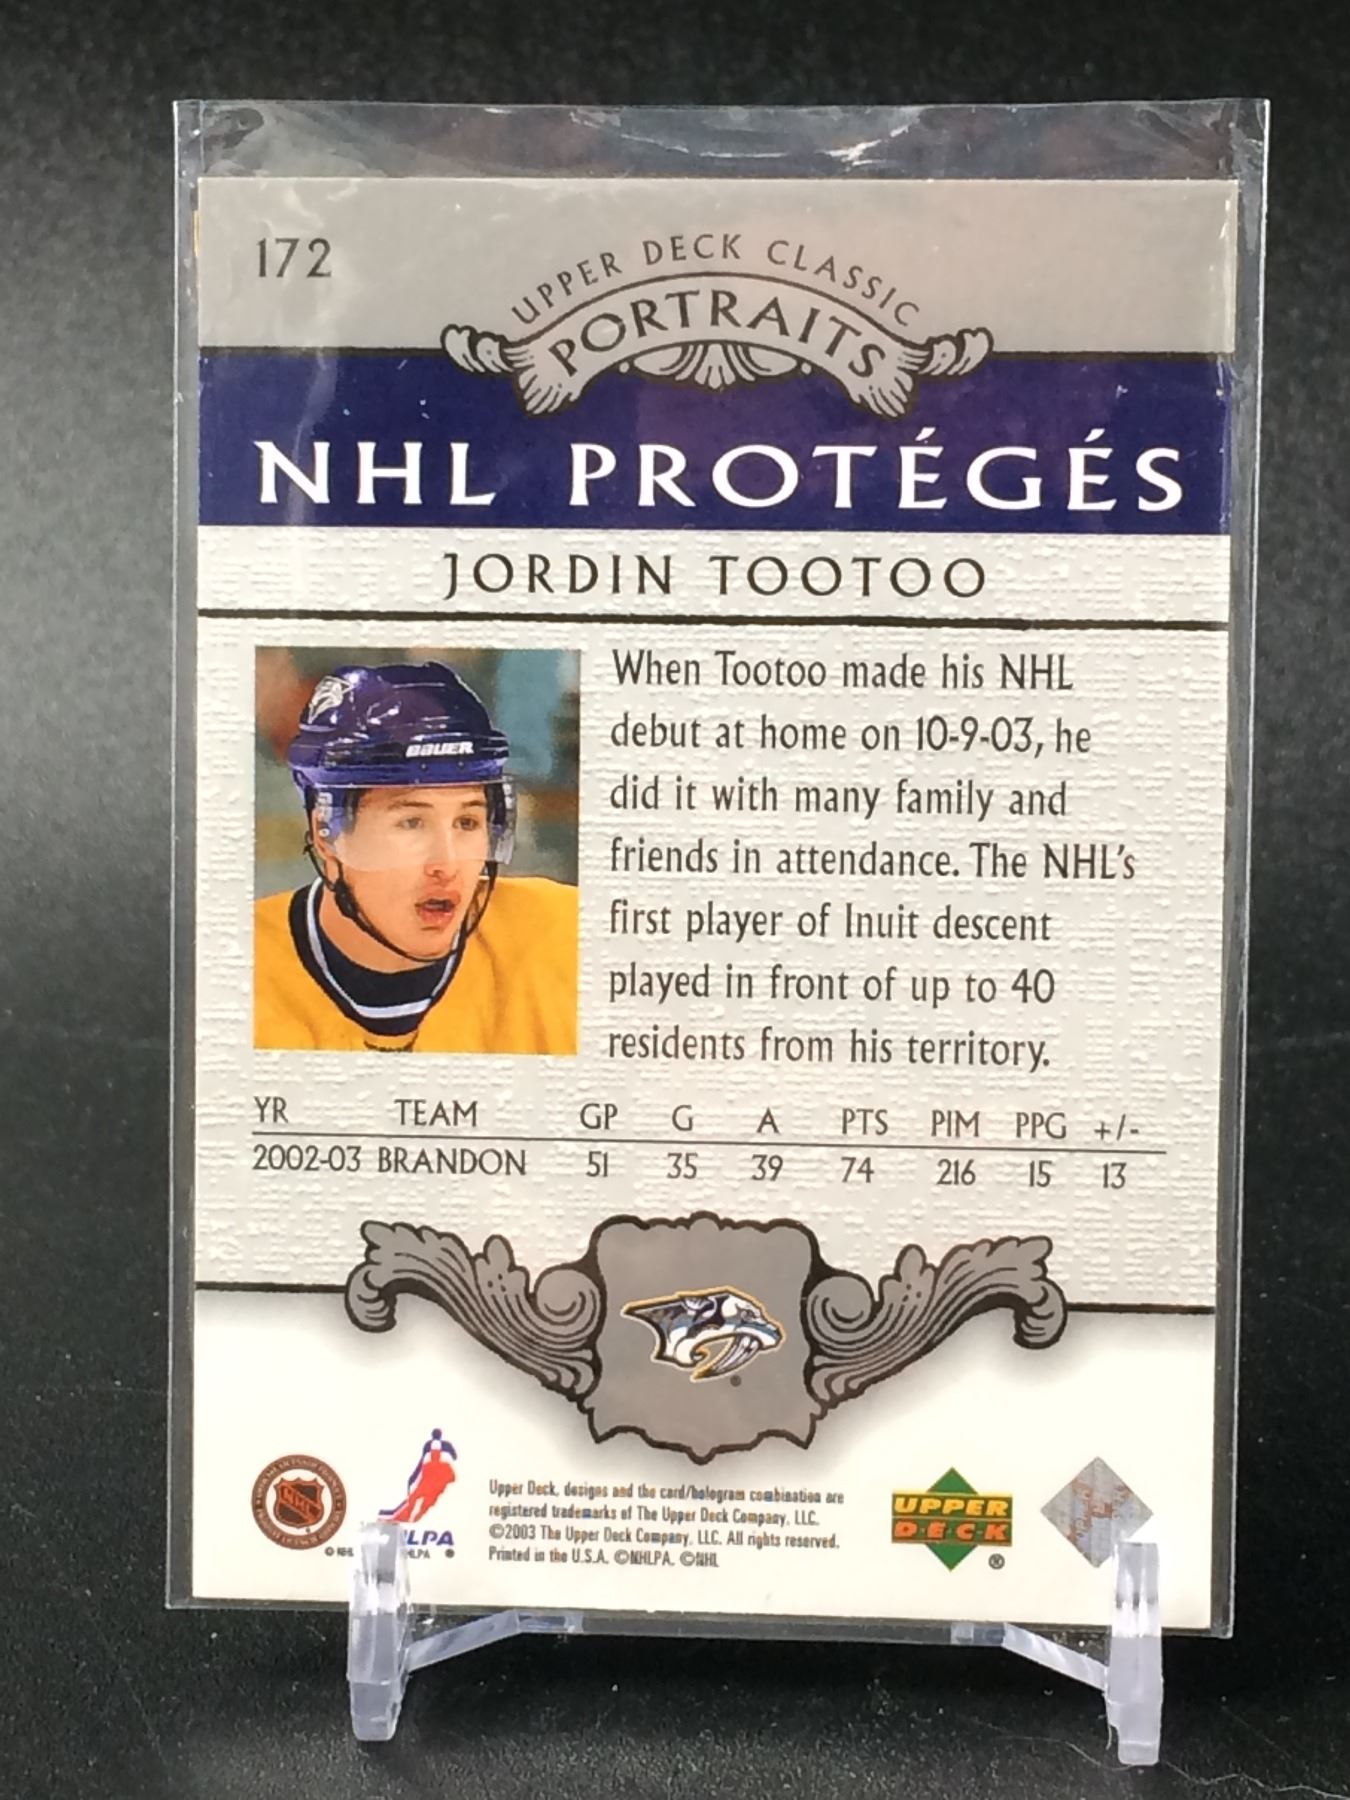 172
UPPER DECK CLASSIC
PORTRAITS
NHL PROTÉGÉS
JORDIN TOOTOO
BAUER
When Tootoo made his NHL
debut at home on 10-9-03, he
did it with many family and
friends in attendance. The NHL's
first player of Inuit descent
played in front of up to 40
residents from his territory.
YR TEAM GP G A PTS PIM PPG +/-
2002-03 BRANDON 51 35 39 74 216 15 13
NHL
LPA
Upper Deck, designs and the card/hologram combination are
registered trademarks of The Upper Deck Company, LLC.
©2003 The Upper Deck Company, LLC. All rights reserved.
Printed in the U.S.A. ©NHLPA. ©NHL
UPPER
DECK
®